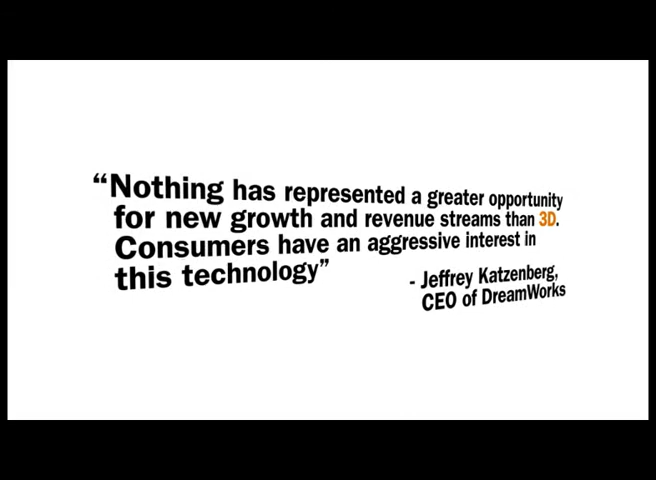 “Nothing has represented a greater opportunity
for new growth and revenue streams than 3D.
Consumers have an aggressive interest in
this technology”
- Jeffrey Katzenberg,
CEO of DreamWorks